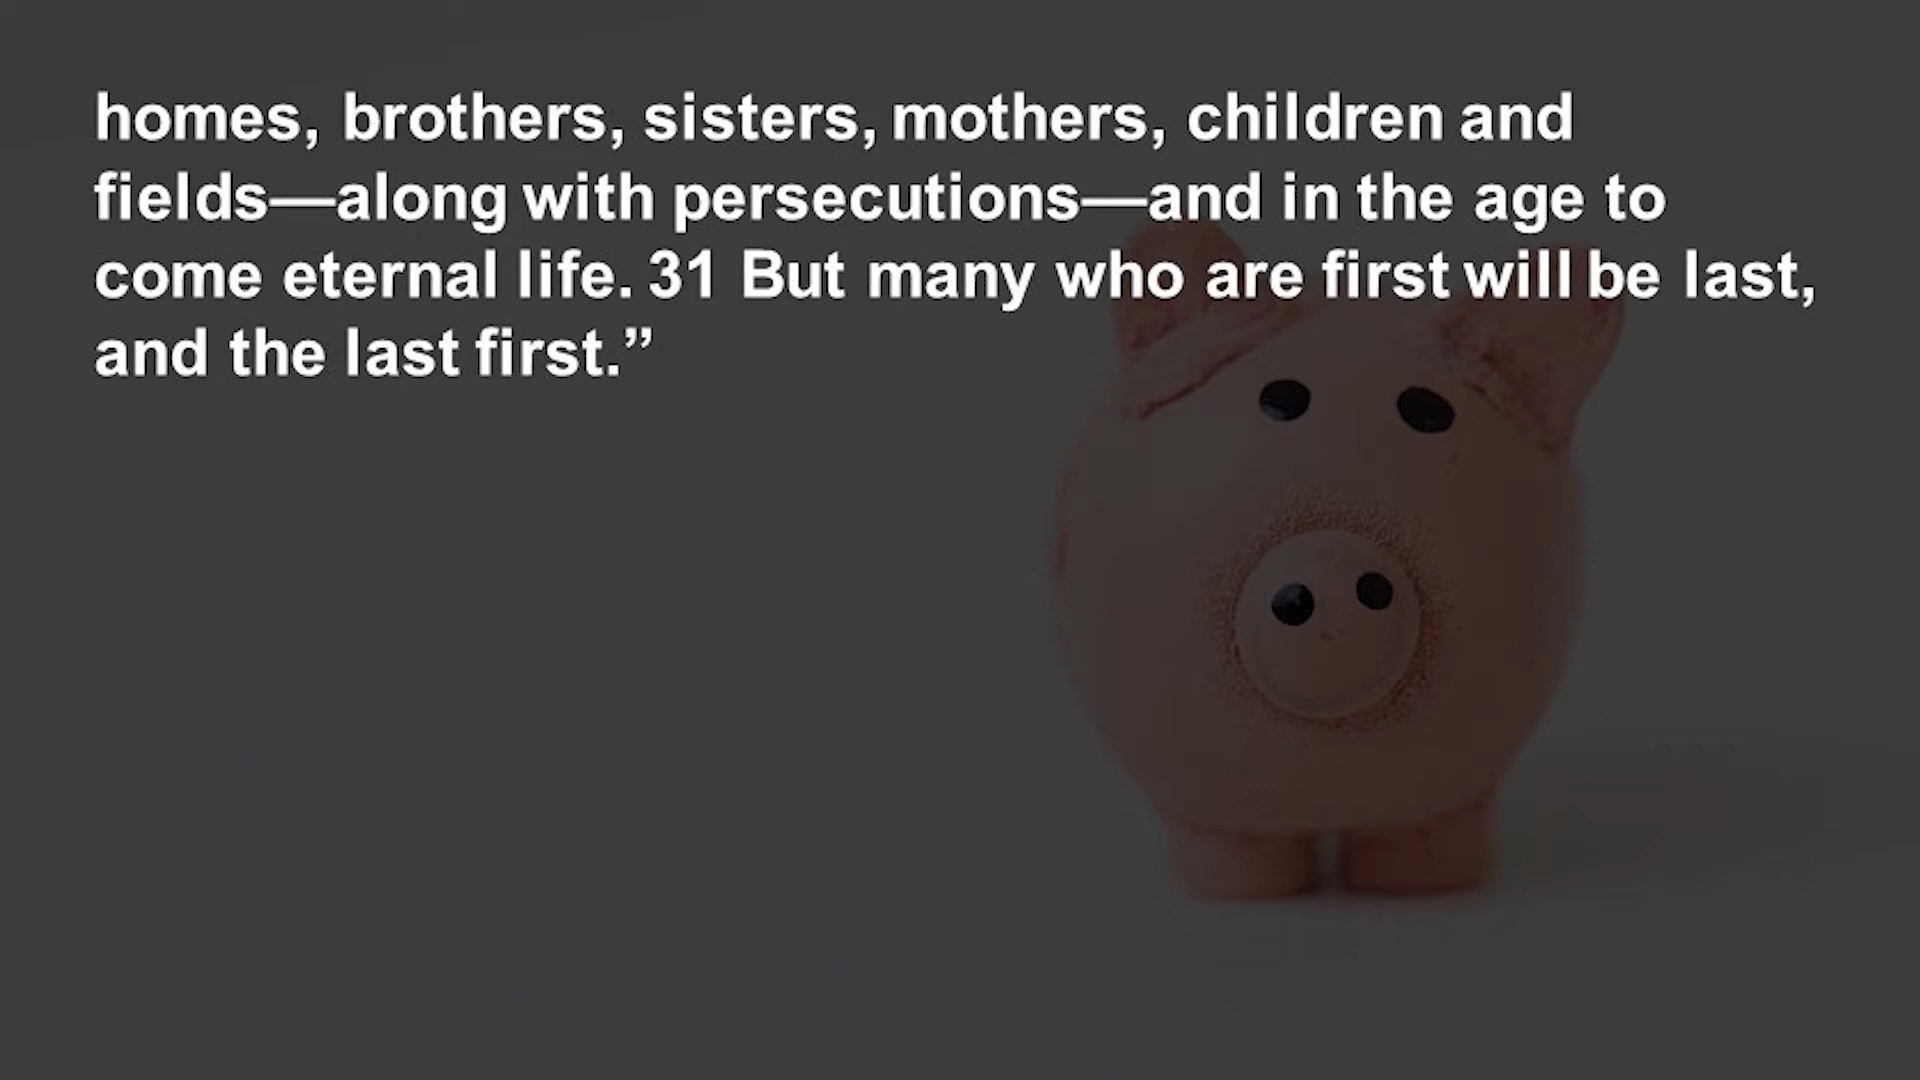 homes, brothers, sisters, mothers, children and
fields—along with persecutions—and in the age to
come eternal life. 31 But many who are first will be last,
and the last first.”